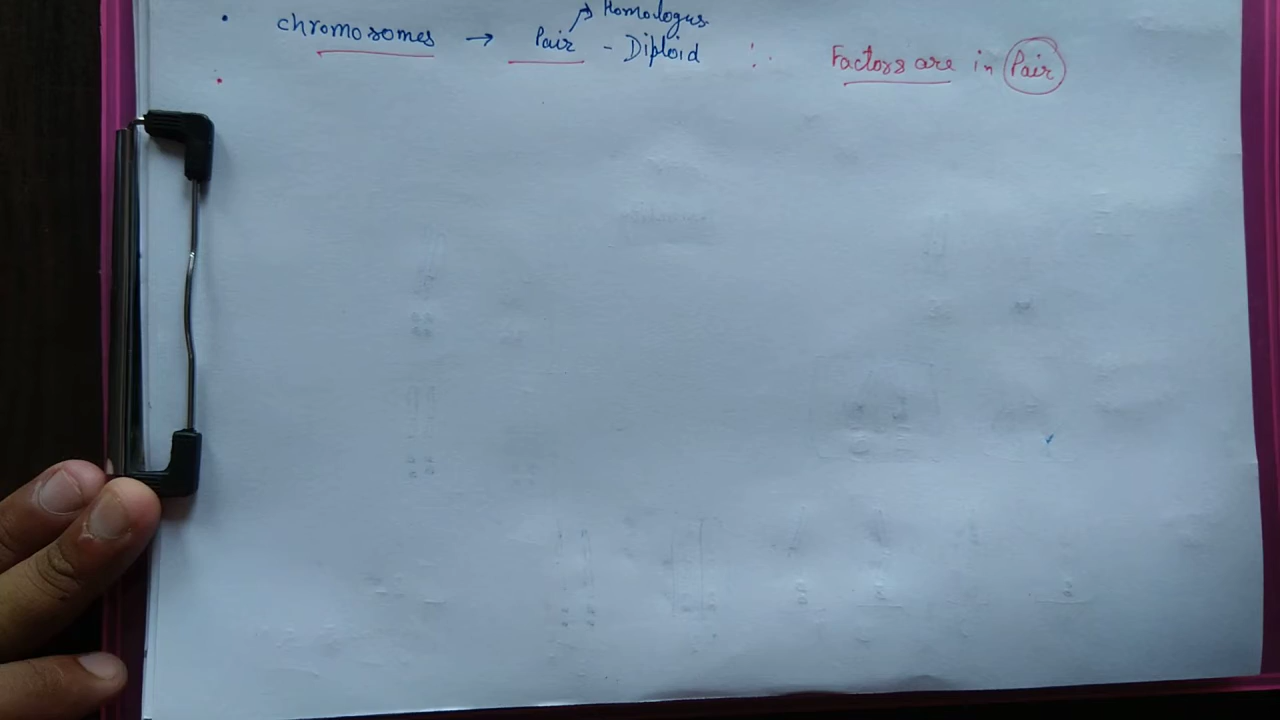 Homologus
• chromosomes → Pair - Diploid ∴ Factors are in Pair
•